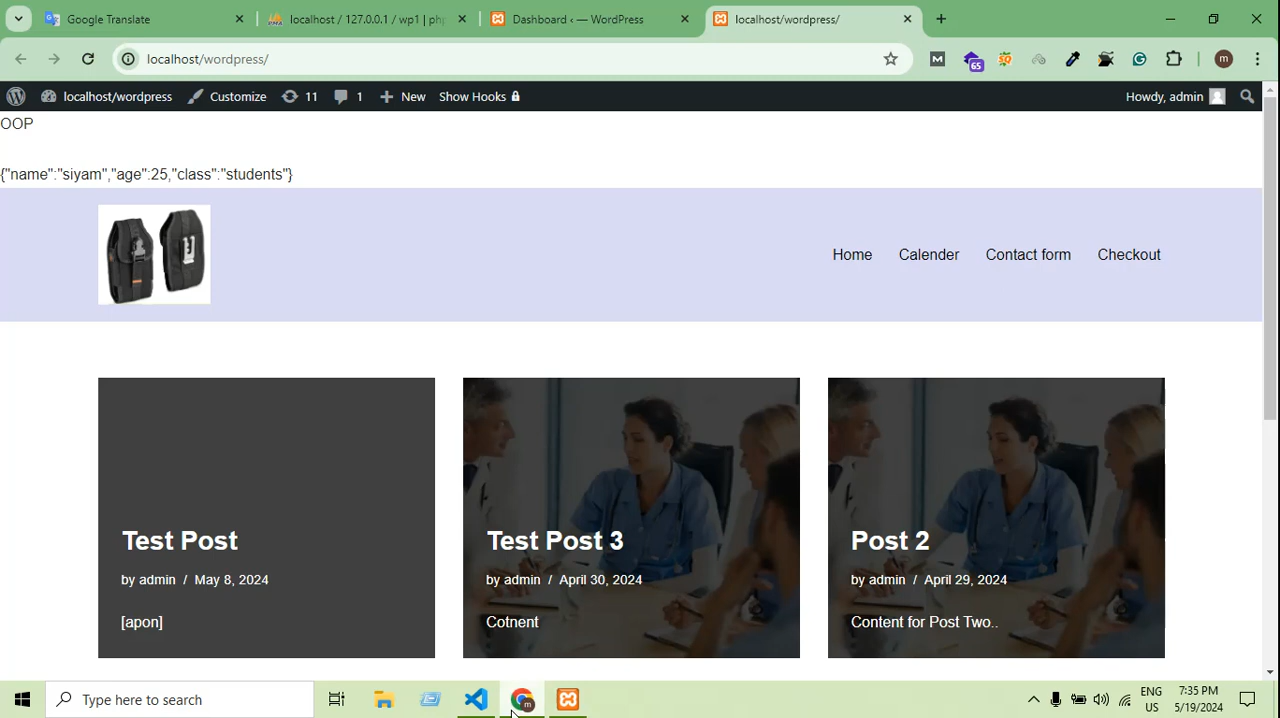 Google Translate
localhost / 127.0.0.1 / wp1 | php
Dashboard ‹ — WordPress
localhost/wordpress/
localhost/wordpress/
M
65
SQ
m
localhost/wordpress
Customize
11
1
New
Show Hooks
Howdy, admin
OOP
{"name":"siyam","age":25,"class":"students"}
Home
Calender
Contact form
Checkout
Test Post
by admin / May 8, 2024
[apon]
Test Post 3
by admin / April 30, 2024
Cotnent
Post 2
by admin / April 29, 2024
Content for Post Two..
Type here to search
m
ENG
US
7:35 PM
5/19/2024